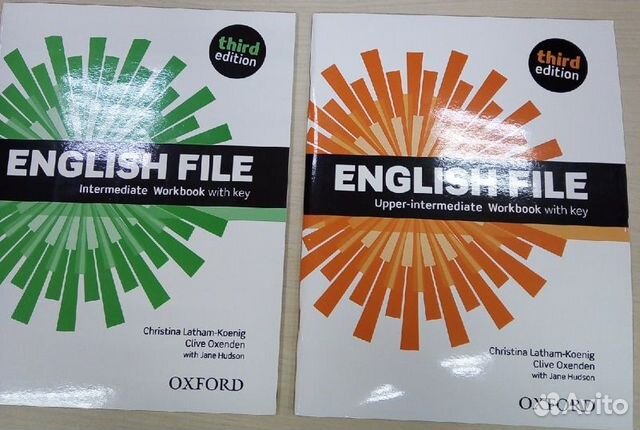 third
edition
ENGLISH FILE
Intermediate Workbook with key
Christina Latham-Koenig
Clive Oxenden
with Jane Hudson
OXFORD
third
edition
ENGLISH FILE
Upper-intermediate Workbook with key
Christina Latham-Koenig
Clive Oxenden
with Jane Hudson
OXFORD
Avito